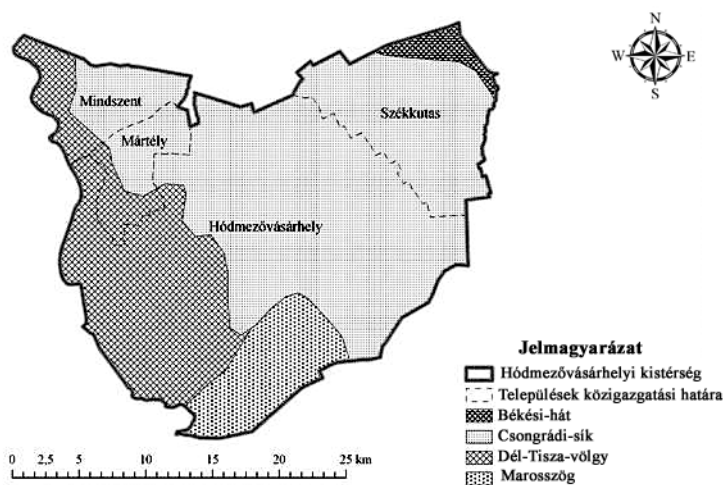 N
W E
S
Mindszent
Székkutas
Mártély
Hódmezővásárhely
Jelmagyarázat
Hódmezővásárhelyi kistérség
Települések közigazgatási határa
Békési-hát
Csongrádi-sík
Dél-Tisza-völgy
Marosszög
0 2,5 5 10 15 20 25 km